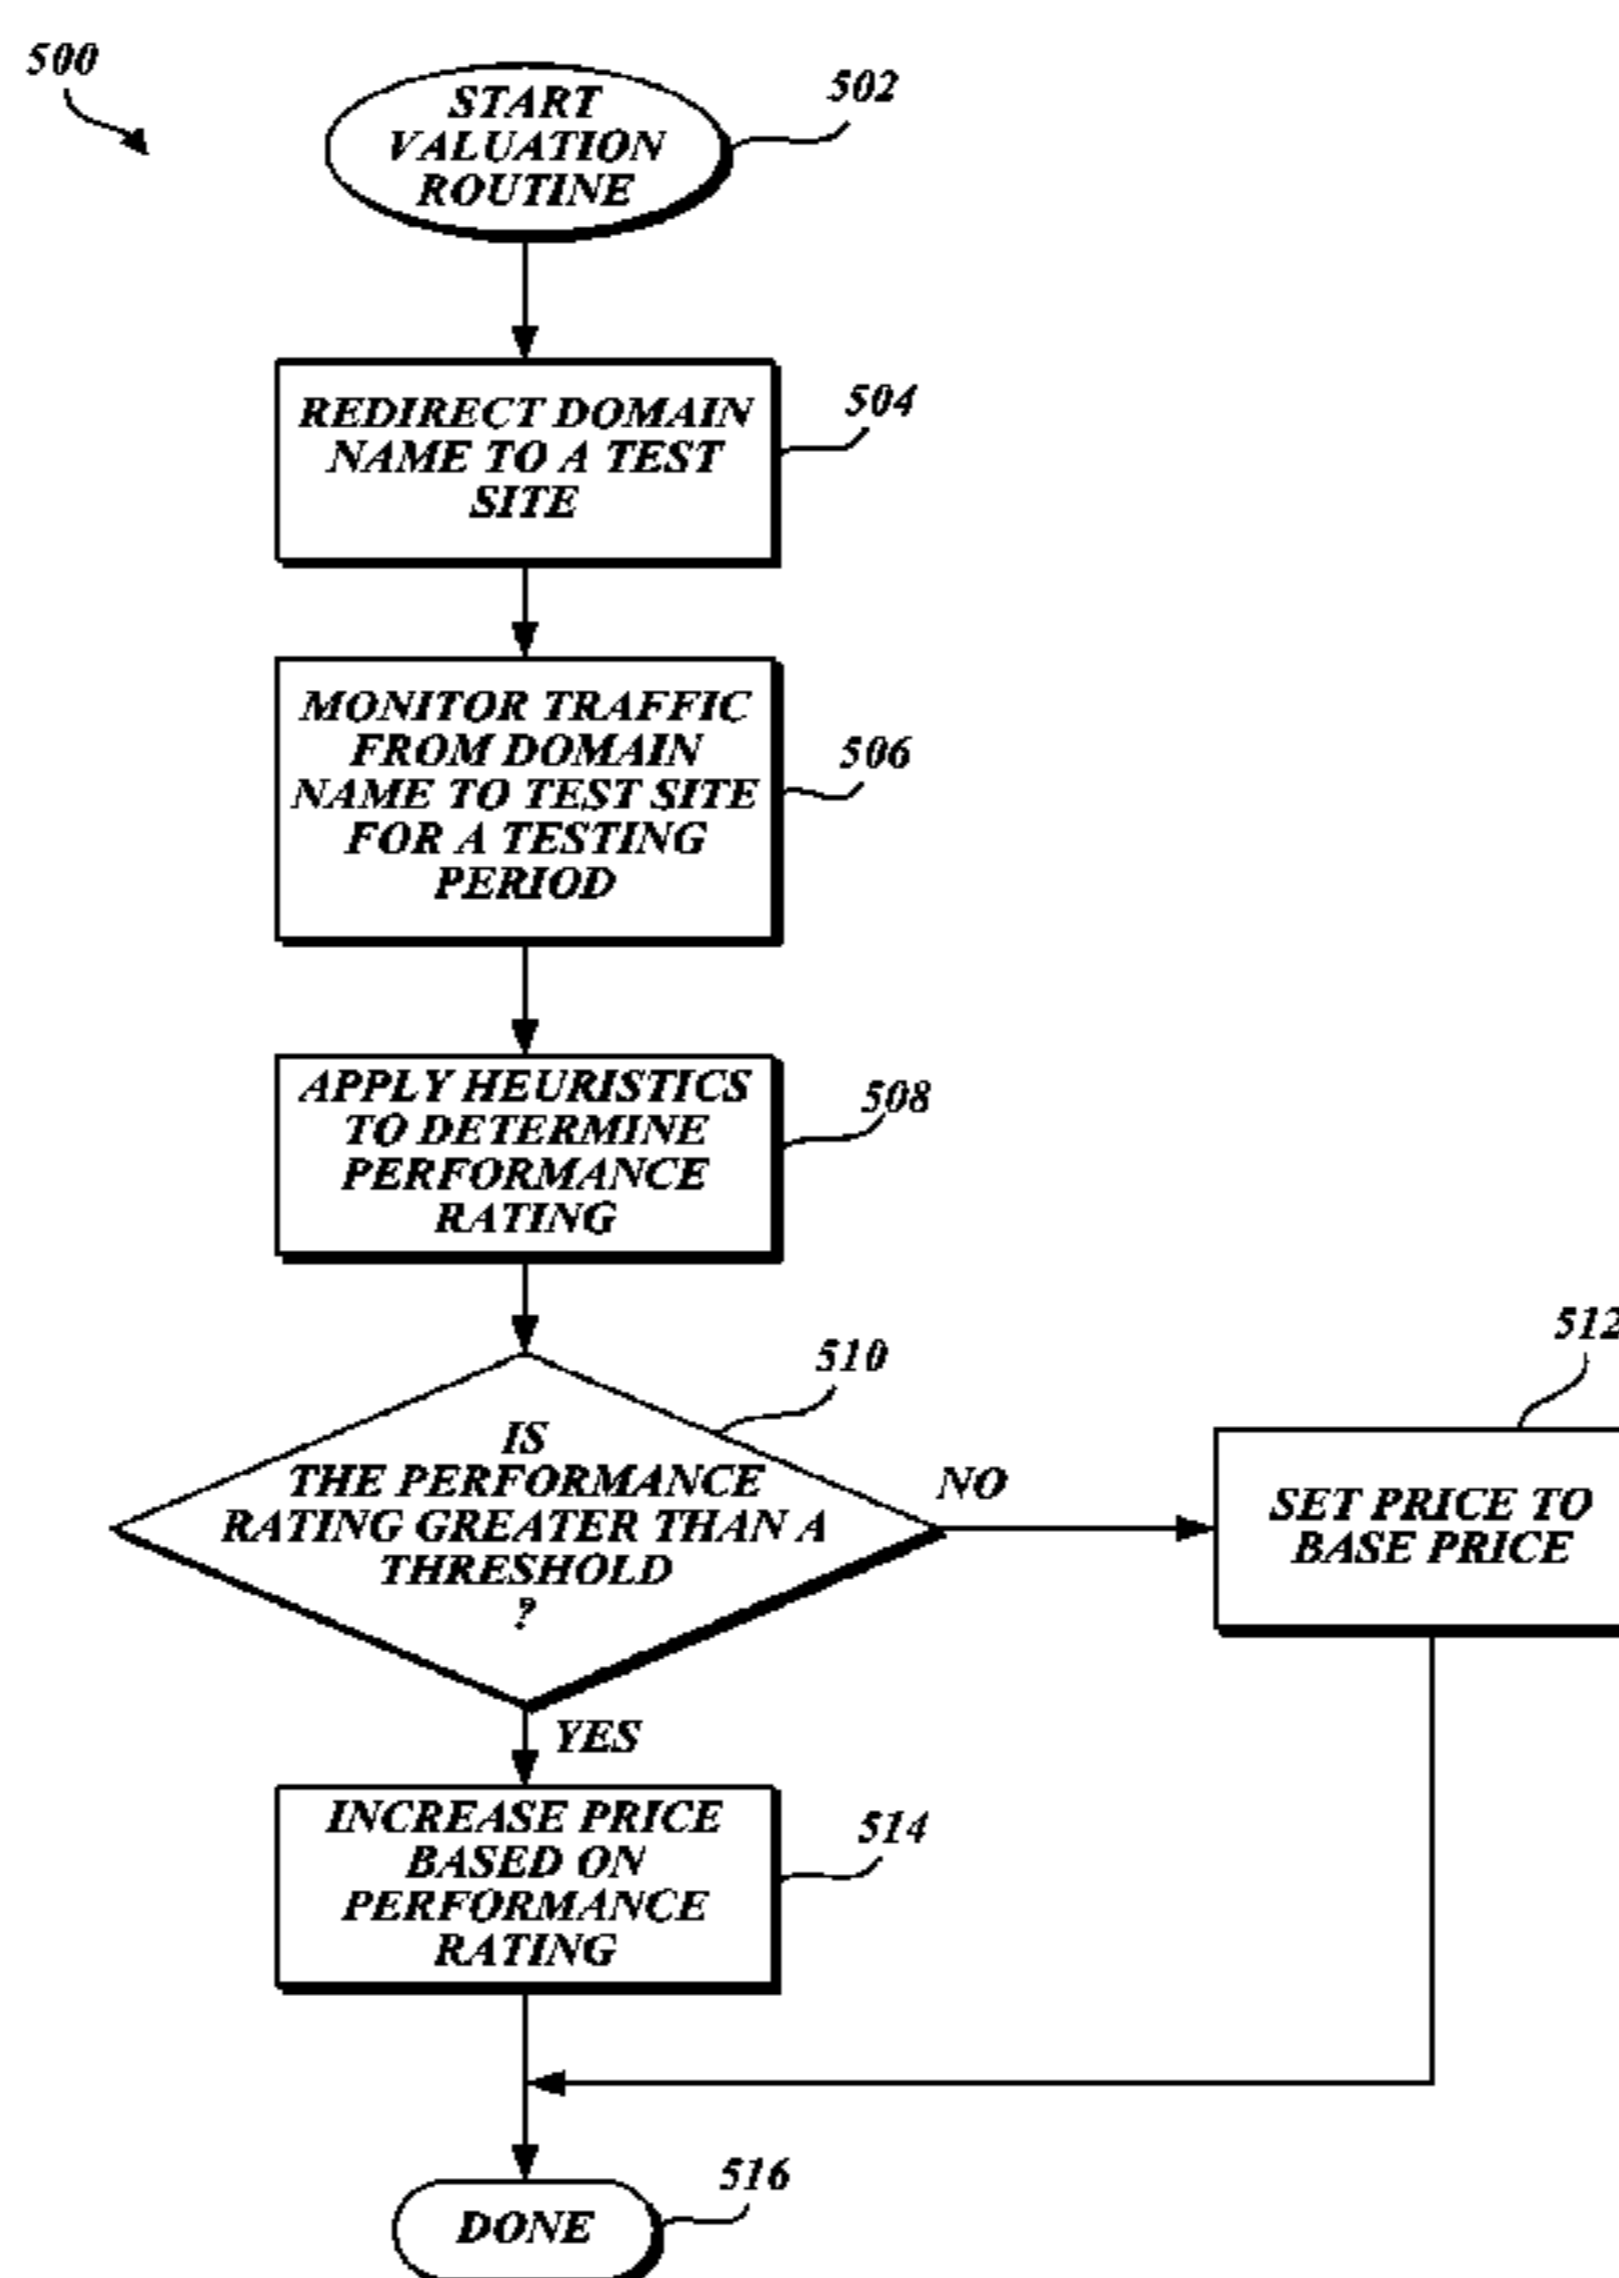 500
START
VALUATION
ROUTINE
502
REDIRECT DOMAIN
NAME TO A TEST
SITE
504
MONITOR TRAFFIC
FROM DOMAIN
NAME TO TEST SITE
FOR A TESTING
PERIOD
506
APPLY HEURISTICS
TO DETERMINE
PERFORMANCE
RATING
508
IS
THE PERFORMANCE
RATING GREATER THAN A
THRESHOLD
?
510
NO
512
SET PRICE TO
BASE PRICE
YES
INCREASE PRICE
BASED ON
PERFORMANCE
RATING
514
DONE
516